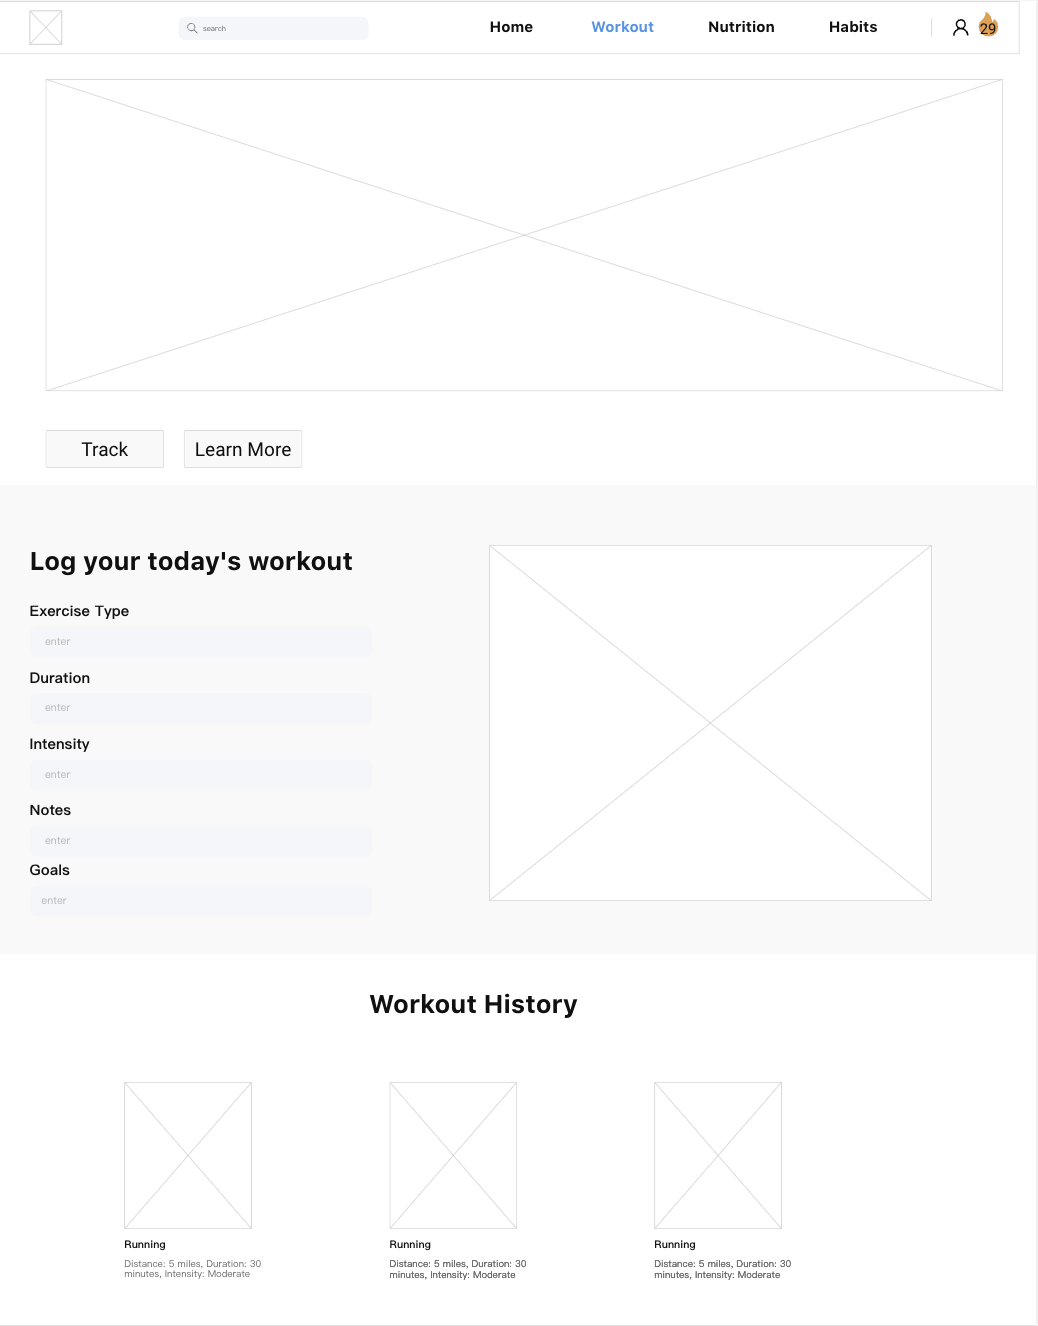 search
Home
Workout
Nutrition
Habits
29
Track
Learn More
Log your today's workout
Exercise Type
enter
Duration
enter
Intensity
enter
Notes
enter
Goals
enter
Workout History
Running
Distance: 5 miles, Duration: 30
minutes, Intensity: Moderate
Running
Distance: 5 miles, Duration: 30
minutes, Intensity: Moderate
Running
Distance: 5 miles, Duration: 30
minutes, Intensity: Moderate